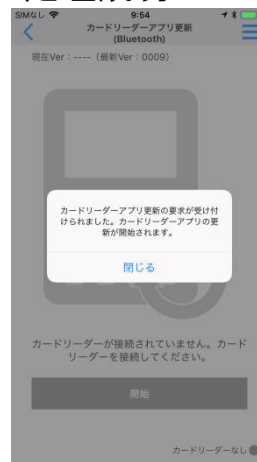 SIMなし 9:54
カードリーダーアプリ更新
(Bluetooth)
現在Ver：----（最新Ver：0009）
カードリーダーアプリ更新の要求が受け付
けられました。カードリーダーアプリの更
新が開始されます。
閉じる
カードリーダーが接続されていません。カード
リーダーを接続してください。
開始
カードリーダーなし